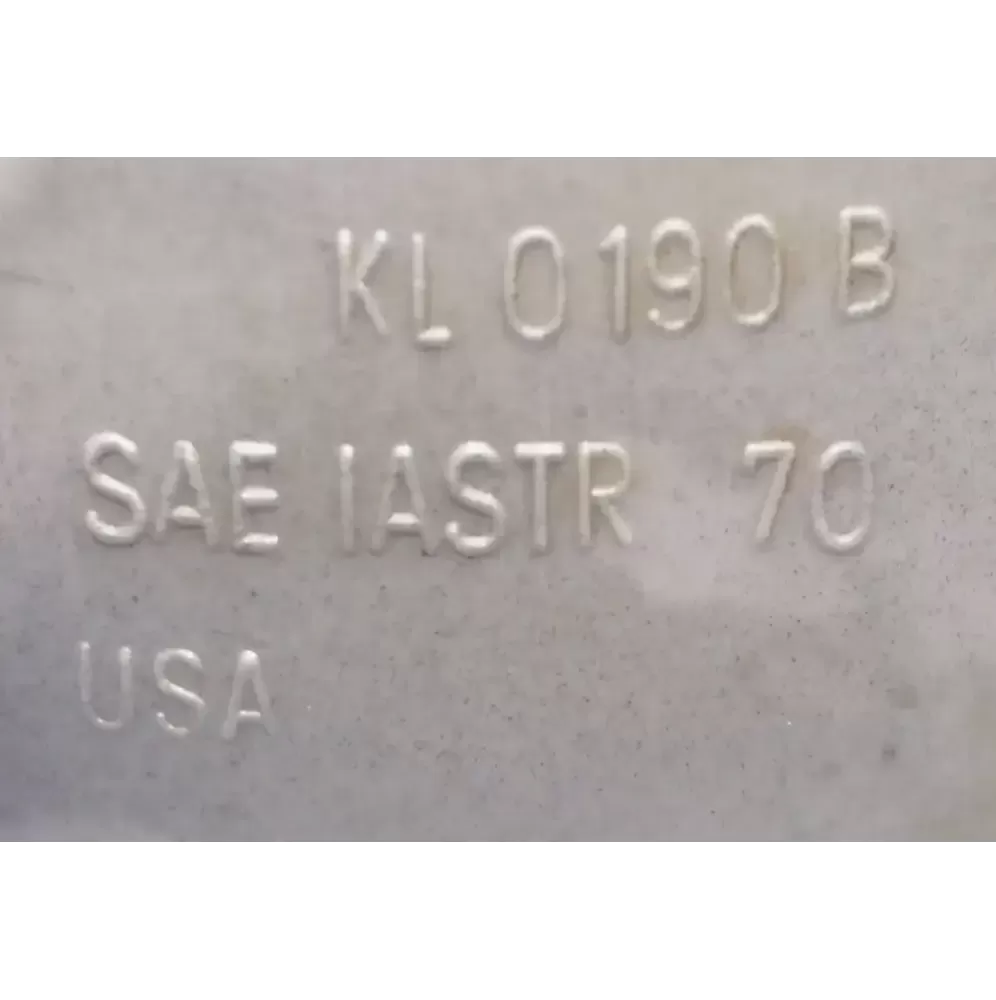 KL 0190 B
SAE IASTR 70
USA